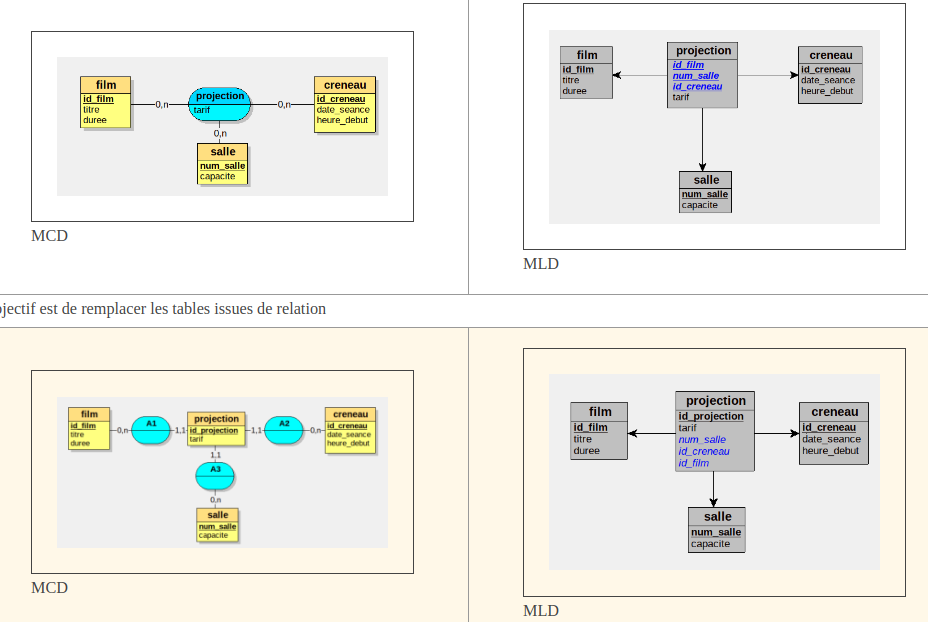 film
id_film
titre
duree
0,n
projection
tarif
0,n
creneau
id_creneau
date_seance
heure_debut
0,n
salle
num_salle
capacite
MCD
film
id_film
titre
duree
projection
id_film
num_salle
id_creneau
tarif
creneau
id_creneau
date_seance
heure_debut
salle
num_salle
capacite
MLD
jectif est de remplacer les tables issues de relation
film
id_film
titre
duree
0,n
A1
1,1
projection
id_projection
tarif
1,1
A2
0,n
creneau
id_creneau
date_seance
heure_debut
1,1
A3
0,n
salle
num_salle
capacite
MCD
film
id_film
titre
duree
projection
id_projection
tarif
num_salle
id_creneau
id_film
creneau
id_creneau
date_seance
heure_debut
salle
num_salle
capacite
MLD